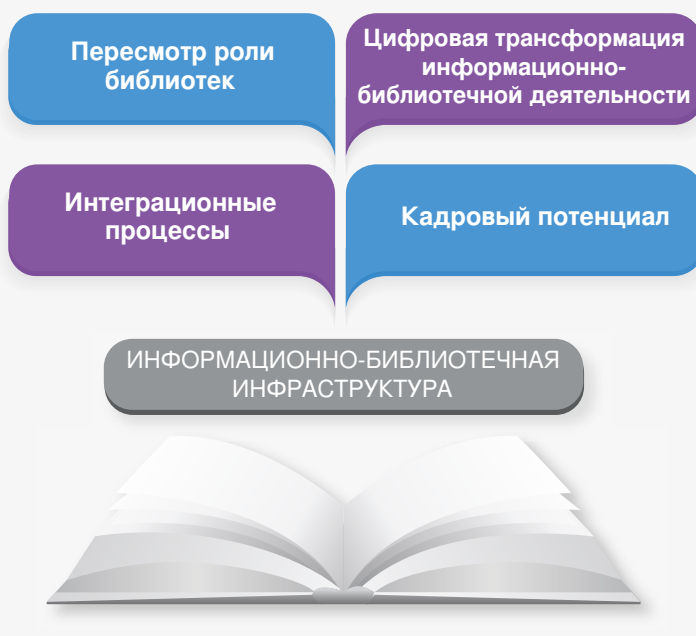 Пересмотр роли
библиотек
Цифровая трансформация
информационно-
библиотечной деятельности
Интеграционные
процессы
Кадровый потенциал
ИНФОРМАЦИОННО-БИБЛИОТЕЧНАЯ
ИНФРАСТРУКТУРА